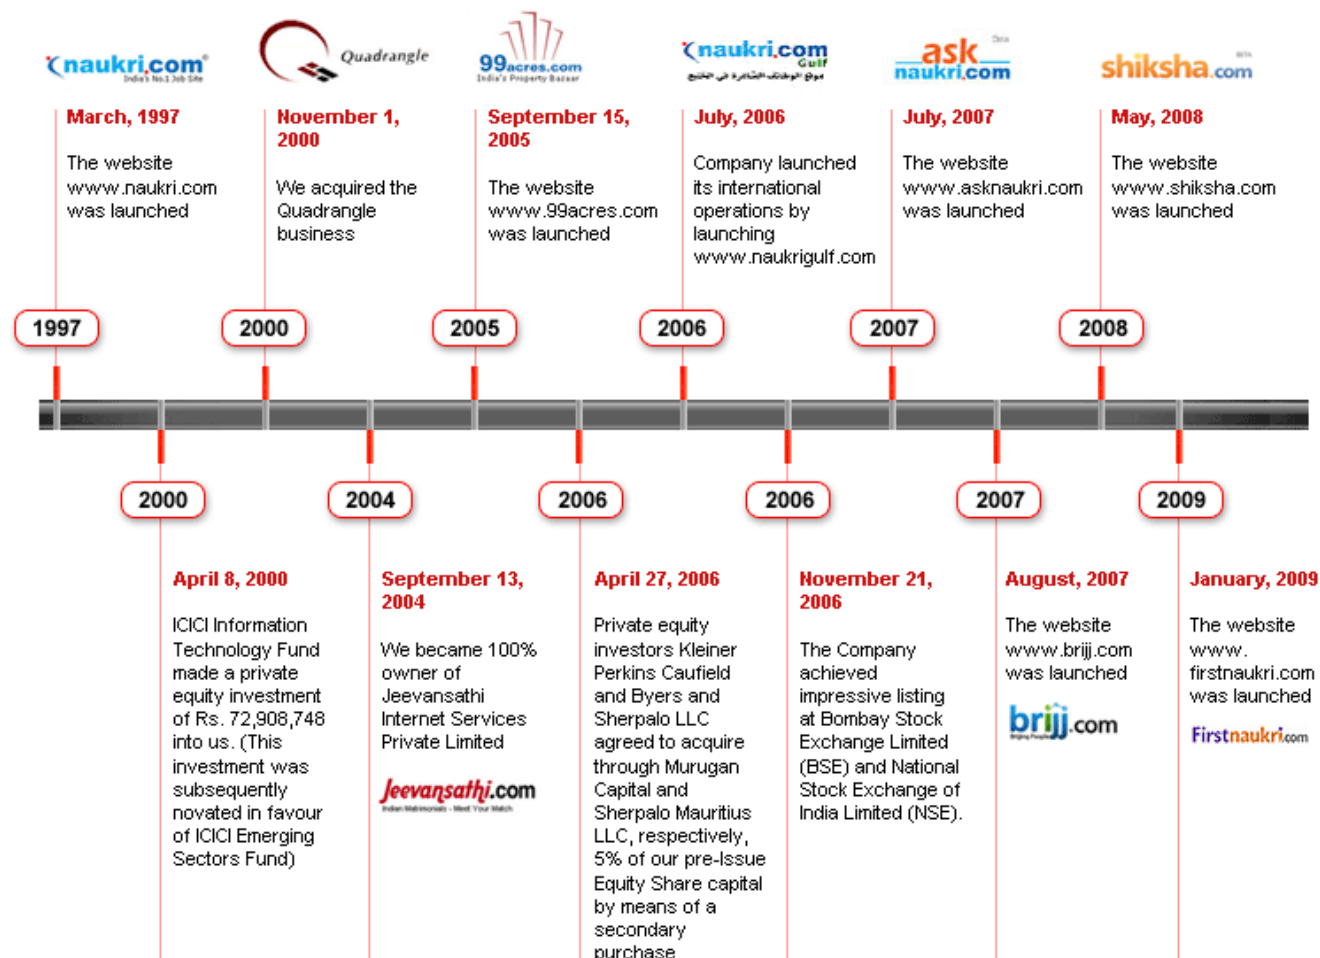 naukri.com
India's No.1 Job Site
Quadrangle
99acres.com
India's Property Bazaar
naukri.com
Gulf
موقع الوظائف الشاغرة في الخليج
ask
Beta
naukri.com
BETA
shiksha.com
March, 1997
The website
www.naukri.com
was launched
November 1,
2000
We acquired the
Quadrangle
business
September 15,
2005
The website
www.99acres.com
was launched
July, 2006
Company launched
its international
operations by
launching
www.naukrigulf.com
July, 2007
The website
www.asknaukri.com
was launched
May, 2008
The website
www.shiksha.com
was launched
1997
2000
2005
2006
2007
2008
2000
2004
2006
2006
2007
2009
April 8, 2000
ICICI Information
Technology Fund
made a private
equity investment
of Rs. 72,908,748
into us. (This
investment was
subsequently
novated in favour
of ICICI Emerging
Sectors Fund)
September 13,
2004
We became 100%
owner of
Jeevansathi
Internet Services
Private Limited
Jeevansathi.com
Indian Matrimonials - Meet Your Match
April 27, 2006
Private equity
investors Kleiner
Perkins Caufield
and Byers and
Sherpalo LLC
agreed to acquire
through Murugan
Capital and
Sherpalo Mauritius
LLC, respectively,
5% of our pre-Issue
Equity Share capital
by means of a
secondary
purchase
November 21,
2006
The Company
achieved
impressive listing
at Bombay Stock
Exchange Limited
(BSE) and National
Stock Exchange of
India Limited (NSE).
August, 2007
The website
www.brijj.com
was launched
brijj.com
January, 2009
The website
www.
firstnaukri.com
was launched
Firstnaukri.com